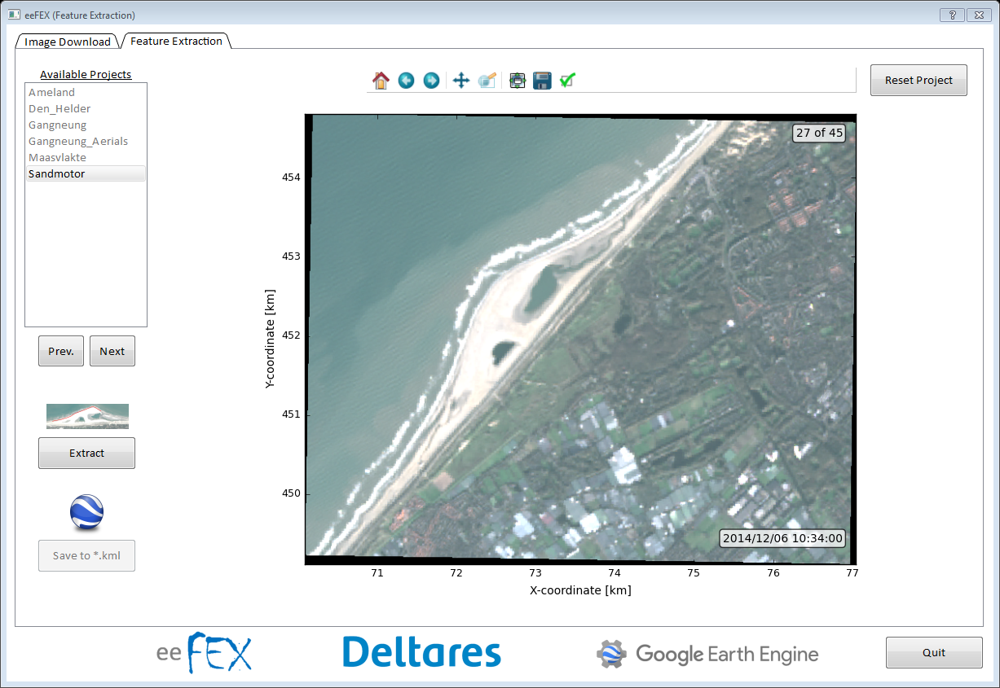 eeFEX (Feature Extraction)
?
Image Download
Feature Extraction
Available Projects
Ameland
Den_Helder
Gangneung
Gangneung_Aerials
Maasvlakte
Sandmotor
Prev.
Next
Extract
Save to *.kml
Reset Project
27 of 45
454
453
452
451
450
Y-coordinate [km]
2014/12/06 10:34:00
71 72 73 74 75 76 77
X-coordinate [km]
ee FEX
Deltares
Google Earth Engine
Quit